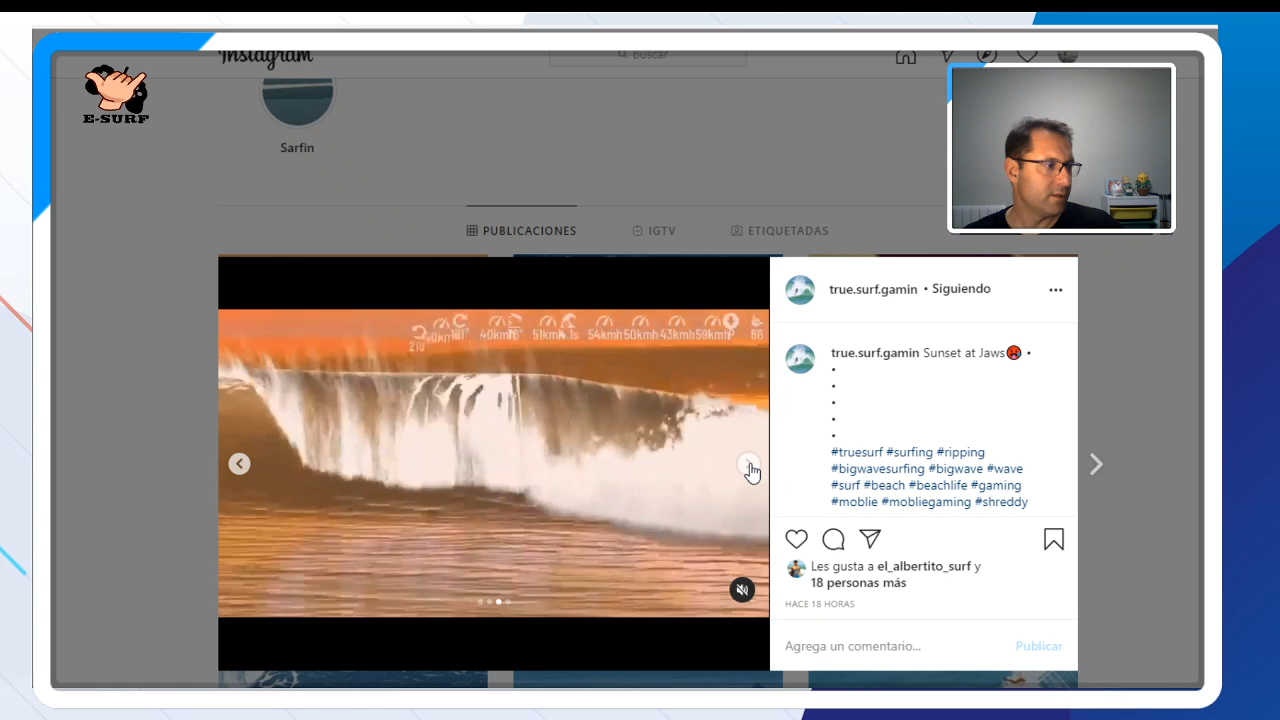 Instagram
Buscar
E-SURF
Sarfin
PUBLICACIONES
IGTV
ETIQUETADAS
true.surf.gamin • Siguiendo
40kmh
51kmh
54kmh
50kmh
43kmh
59kmh
66
210
true.surf.gamin Sunset at Jaws😡 •
•
•
•
•
•
#truesurf #surfing #ripping
#bigwavesurfing #bigwave #wave
#surf #beach #beachlife #gaming
#moblie #mobliegaming #shreddy
Les gusta a el_albertito_surf y
18 personas más
HACE 18 HORAS
Agrega un comentario...
Publicar